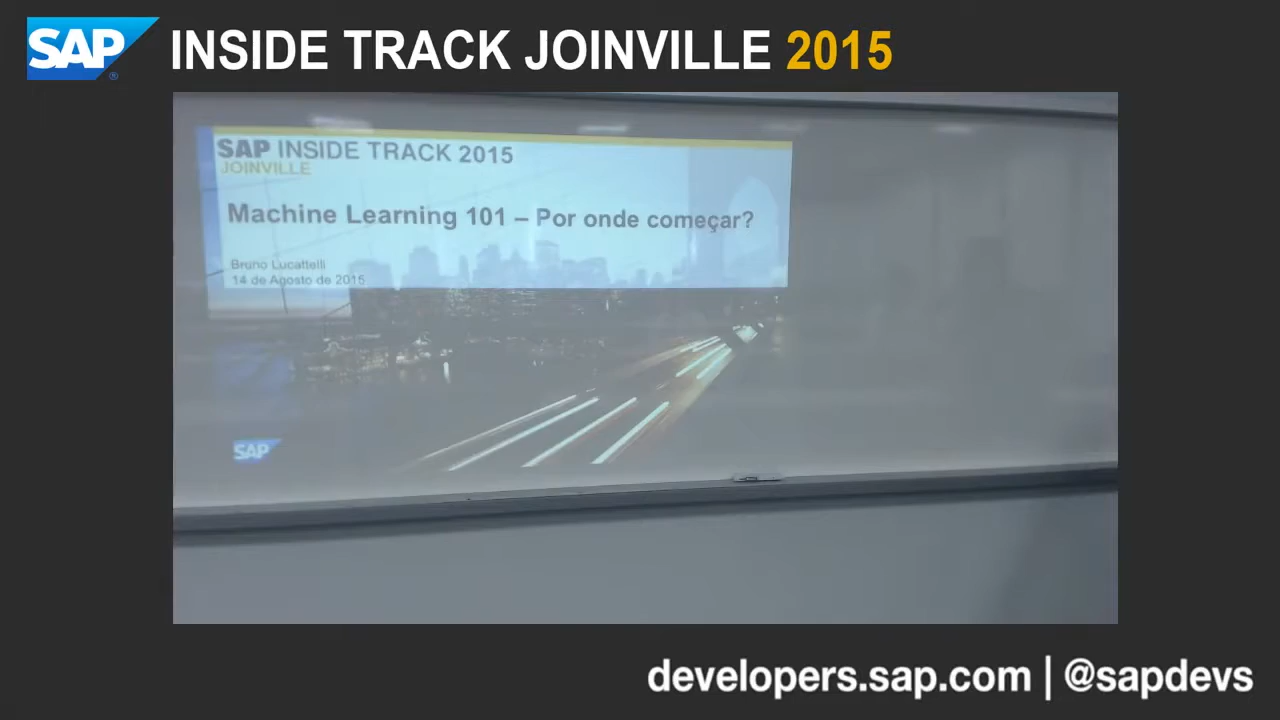 SAP INSIDE TRACK JOINVILLE 2015
SAP INSIDE TRACK 2015
JOINVILLE
Machine Learning 101 – Por onde começar?
Bruno Lucattelli
14 de Agosto de 2015
SAP
developers.sap.com | @sapdevs